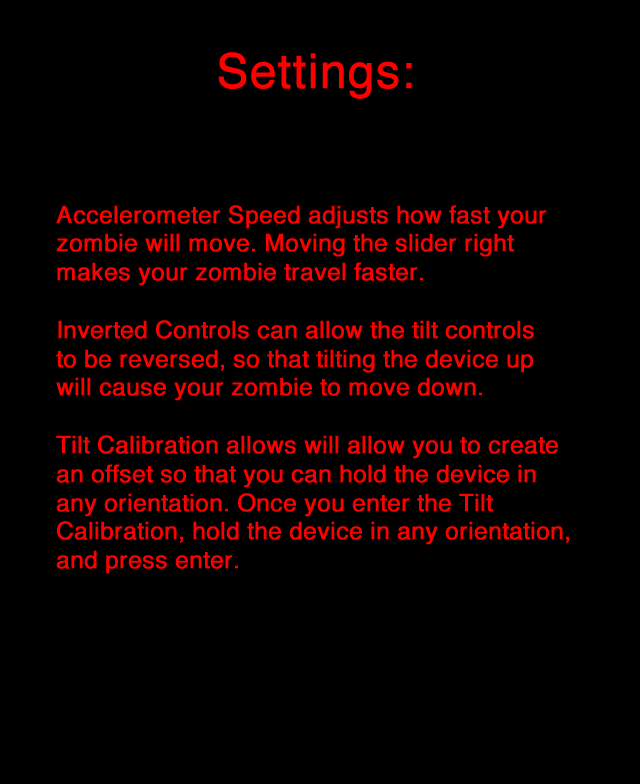 Settings:
Accelerometer Speed adjusts how fast your
zombie will move. Moving the slider right
makes your zombie travel faster.
Inverted Controls can allow the tilt controls
to be reversed, so that tilting the device up
will cause your zombie to move down.
Tilt Calibration allows will allow you to create
an offset so that you can hold the device in
any orientation. Once you enter the Tilt
Calibration, hold the device in any orientation,
and press enter.